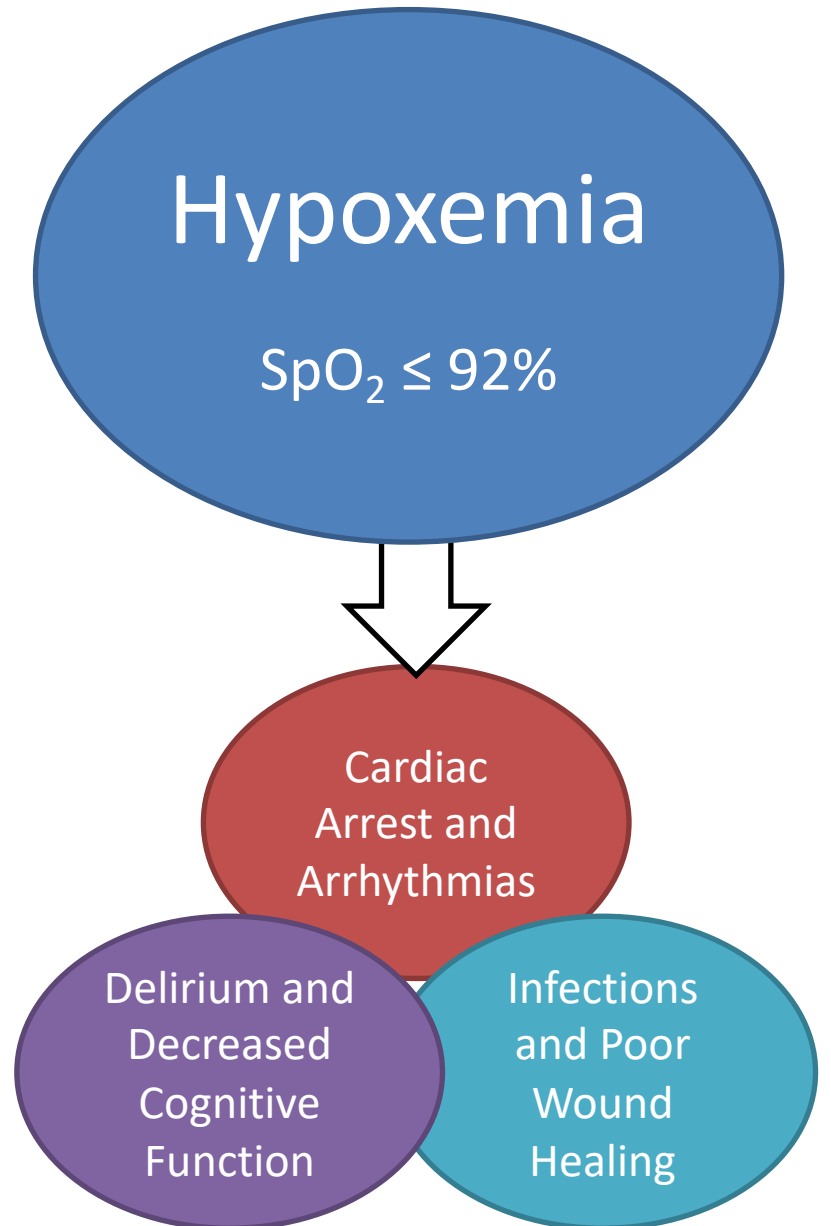 Hypoxemia
SpO₂ ≤ 92%
Cardiac
Arrest and
Arrhythmias
Delirium and
Decreased
Cognitive
Function
Infections
and Poor
Wound
Healing